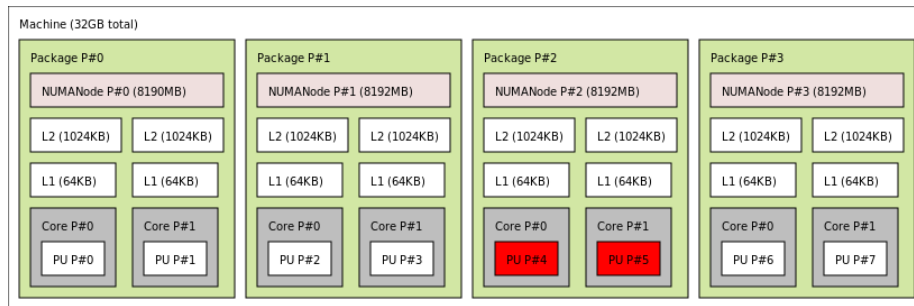 Machine (32GB total)
Package P#0
NUMANode P#0 (8190MB)
L2 (1024KB) L2 (1024KB)
L1 (64KB) L1 (64KB)
Core P#0 Core P#1
PU P#0 PU P#1
Package P#1
NUMANode P#1 (8192MB)
L2 (1024KB) L2 (1024KB)
L1 (64KB) L1 (64KB)
Core P#0 Core P#1
PU P#2 PU P#3
Package P#2
NUMANode P#2 (8192MB)
L2 (1024KB) L2 (1024KB)
L1 (64KB) L1 (64KB)
Core P#0 Core P#1
PU P#4 PU P#5
Package P#3
NUMANode P#3 (8192MB)
L2 (1024KB) L2 (1024KB)
L1 (64KB) L1 (64KB)
Core P#0 Core P#1
PU P#6 PU P#7